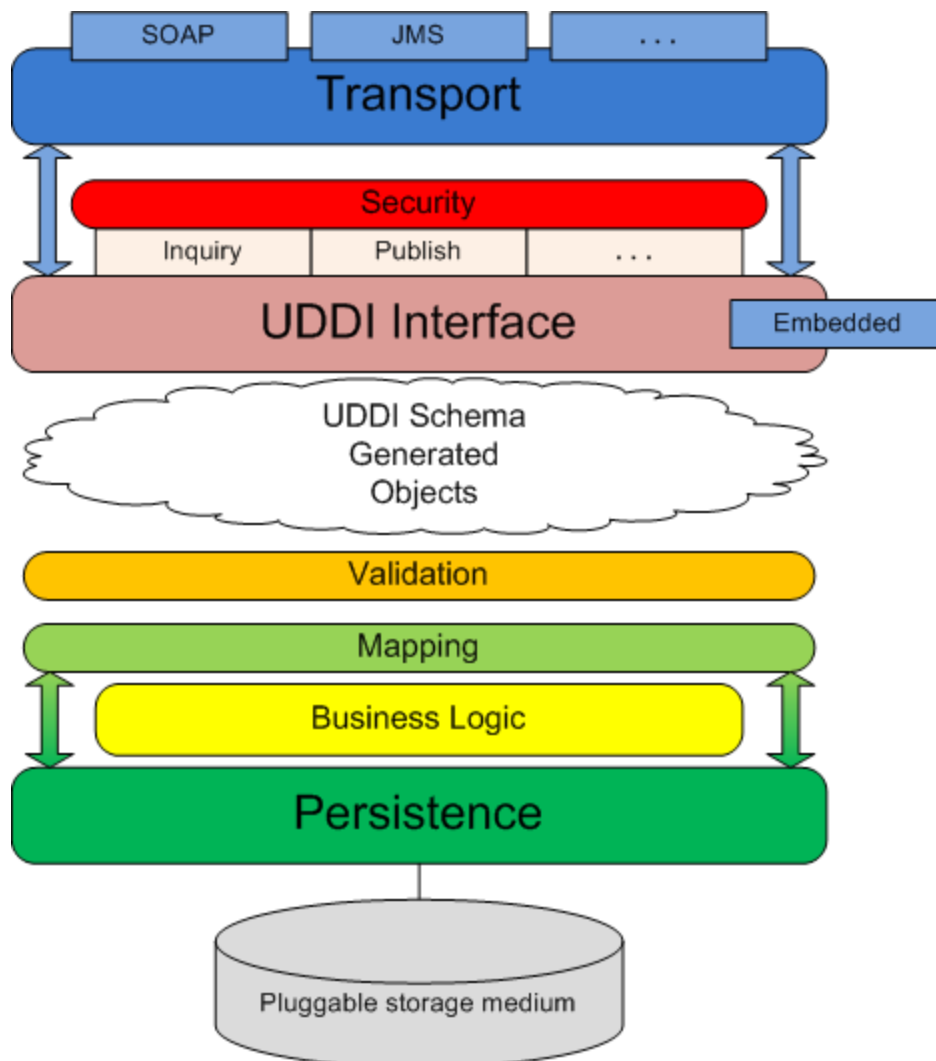 SOAP
JMS
. . .
Transport
Security
Inquiry
Publish
. . .
UDDI Interface
Embedded
UDDI Schema
Generated
Objects
Validation
Mapping
Business Logic
Persistence
Pluggable storage medium